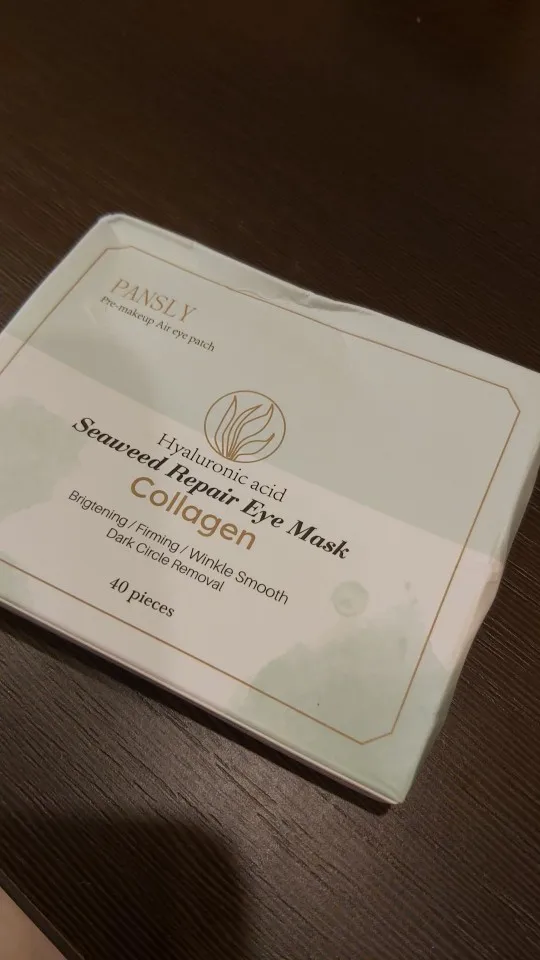 PANSLY
Pre-makeup Air eye patch
Hyaluronic acid
Seaweed Repair Eye Mask
Collagen
Brigtening / Firming / Winkle Smooth
Dark Circle Removal
40 pieces